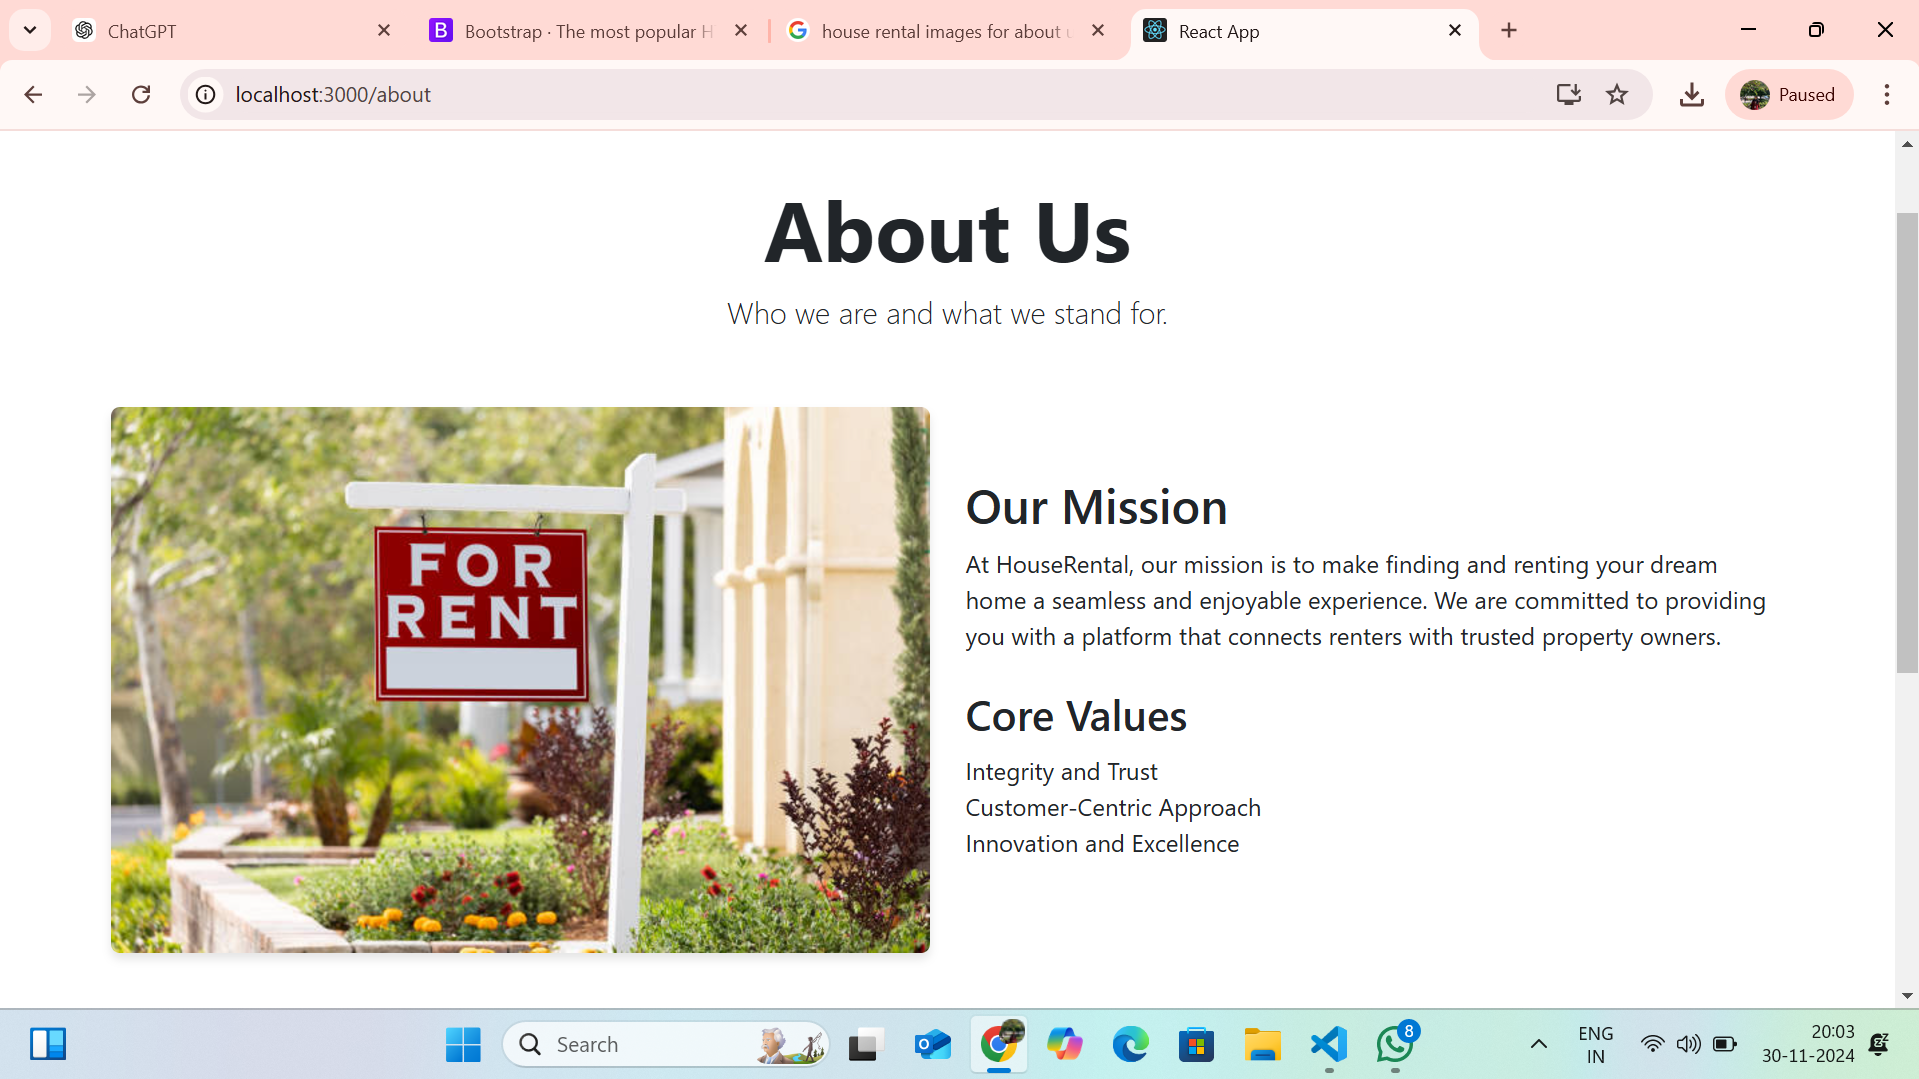 ChatGPT
Bootstrap · The most popular H
house rental images for about u
React App
localhost:3000/about
Paused
About Us
Who we are and what we stand for.
FOR
RENT
Our Mission
At HouseRental, our mission is to make finding and renting your dream
home a seamless and enjoyable experience. We are committed to providing
you with a platform that connects renters with trusted property owners.
Core Values
Integrity and Trust
Customer-Centric Approach
Innovation and Excellence
Search
8
ENG
IN
20:03
30-11-2024